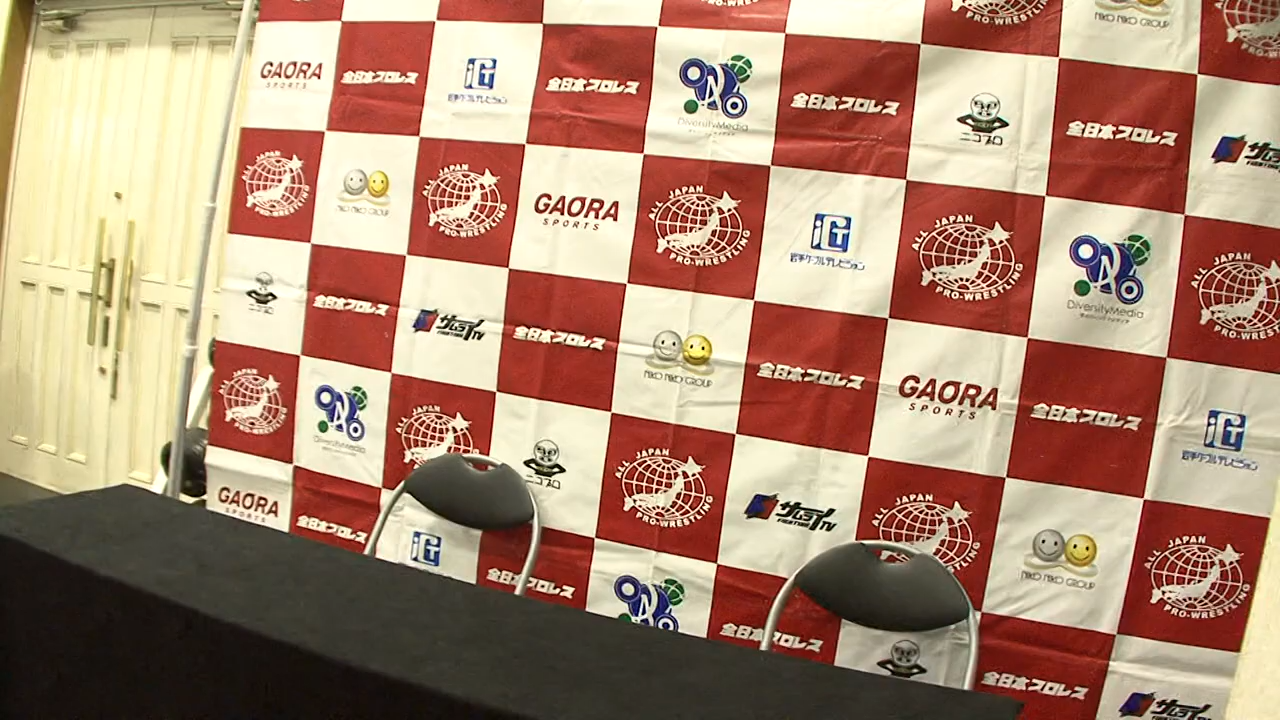 PRO-WRESTLING
NIKO NIKO GROUP
GAORA
SPORTS
全日本プロレス
iCT
岩手ケーブルテレビジョン
全日本プロレス
DiversityMedia
全日本プロレス
ニコプロ
全日本プロレス
サムライ
ALL JAPAN
PRO-WRESTLING
NIKO NIKO GROUP
ALL JAPAN
PRO-WRESTLING
GAORA
SPORTS
ALL JAPAN
PRO-WRESTLING
iCT
岩手ケーブルテレビジョン
ALL JAPAN
PRO-WRESTLING
DiversityMedia
ALL JAPAN
PRO-WRESTLING
ニコプロ
全日本プロレス
サムライTV
全日本プロレス
NIKO NIKO GROUP
全日本プロレス
GAORA
SPORTS
全日本プロレス
iCT
岩手ケーブルテレビジョン
ALL JAPAN
PRO-WRESTLING
DiversityMedia
ALL JAPAN
ニコプロ
ALL JAPAN
PRO-WRESTLING
FIGHTING
サムライTV
ALL JAPAN
NIKO NIKO GROUP
ALL JAPAN
PRO-WRESTLING
GAORA
SPORTS
全日本プロレス
iCT
全日本プロレス
全日本プロレス
全日本プロレス
サムライ